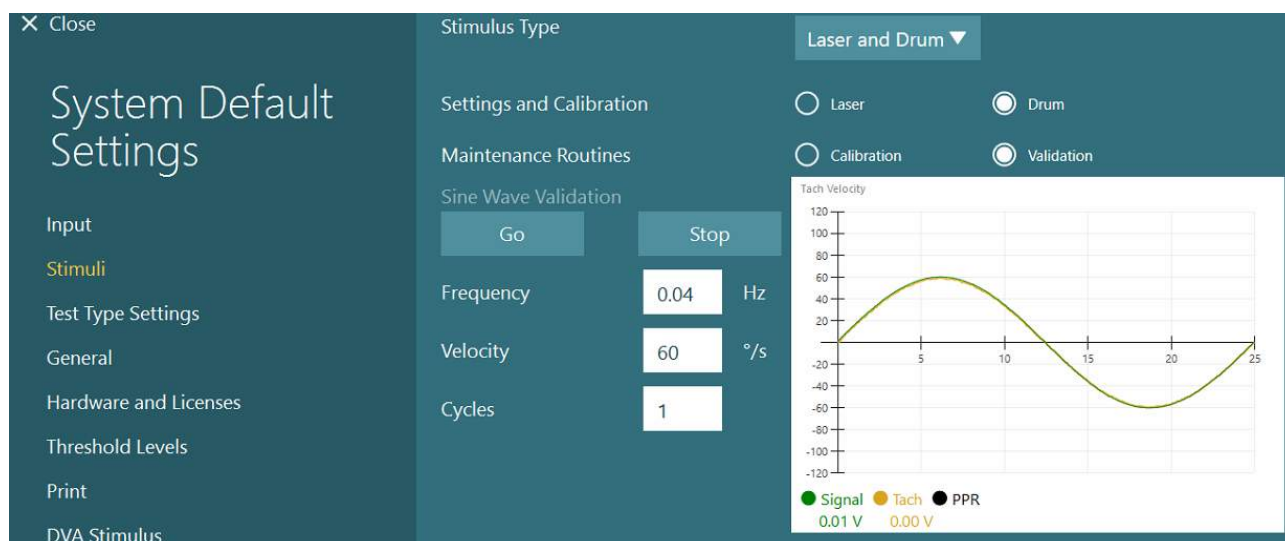 ✕ Close
System Default
Settings
Input
Stimuli
Test Type Settings
General
Hardware and Licenses
Threshold Levels
Print
DVA Stimulus
Stimulus Type
Laser and Drum ▼
Settings and Calibration
Laser
Drum
Maintenance Routines
Calibration
Validation
Sine Wave Validation
Go
Stop
Frequency
0.04 Hz
Velocity
60 °/s
Cycles
1
Tach Velocity
120
100
80
60
40
20
5 10 15 20 25
-20
-40
-60
-80
-100
-120
Signal Tach PPR
0.01 V 0.00 V